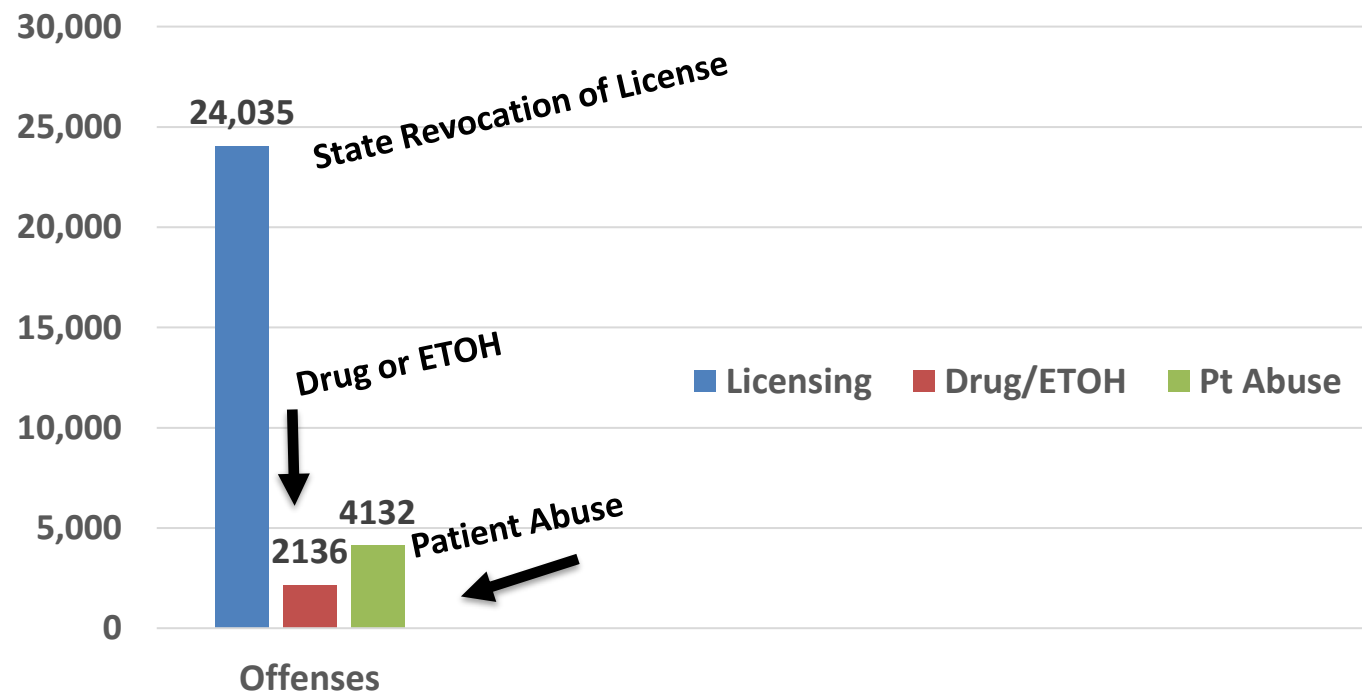 30,000
24,035
State Revocation of License
25,000
20,000
15,000
Drug or ETOH
Licensing Drug/ETOH Pt Abuse
10,000
5,000
4132
Patient Abuse
2136
0
Offenses